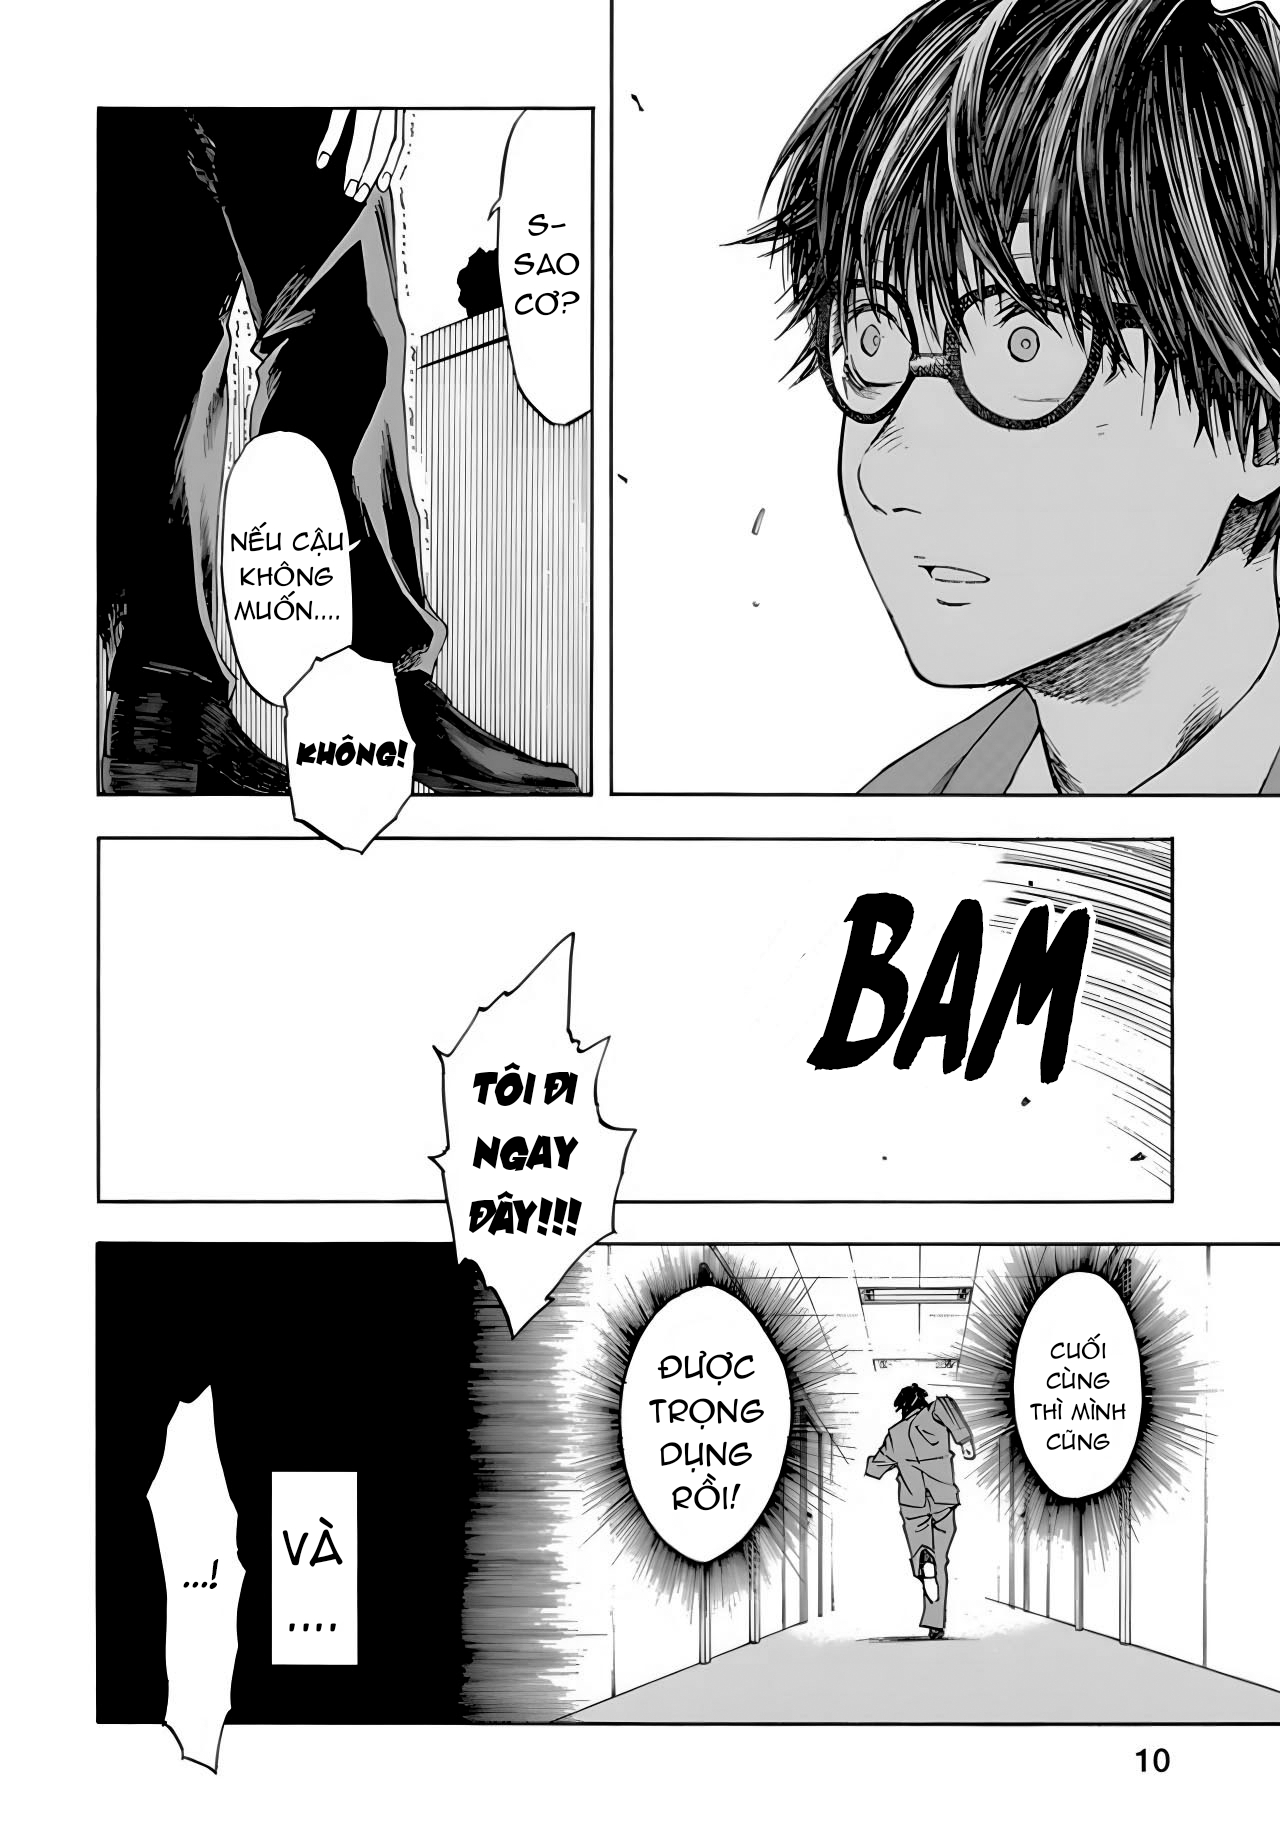 S-
SAO
CƠ?
NẾU CẬU
KHÔNG
MUỐN....
KHÔNG!
BAM
TÔI ĐI
NGAY
ĐÂY!!!
CUỐI
CÙNG
THÌ MÌNH
CŨNG
ĐƯỢC
TRỌNG
DỤNG
RỒI!
VÀ
....
...!
10